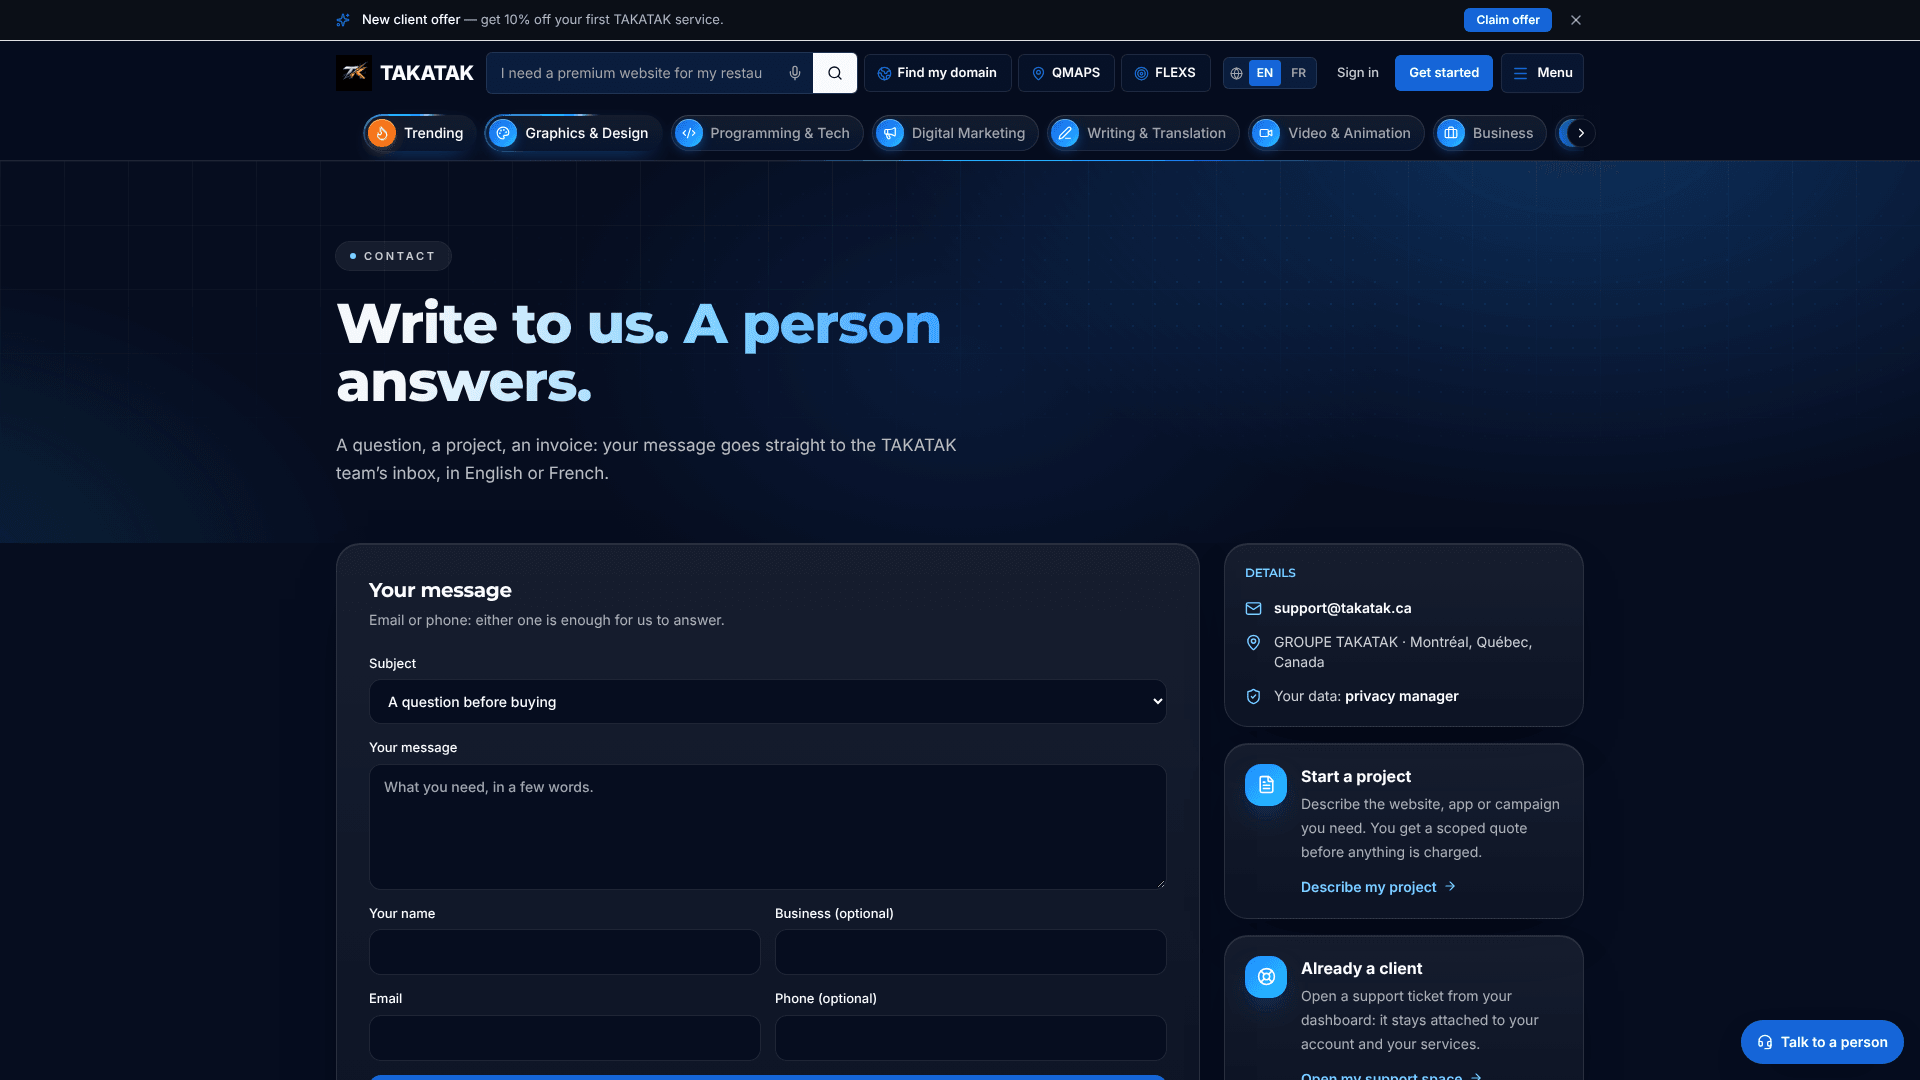 New client offer — get 10% off your first TAKATAK service.
Claim offer
TAKATAK
I need a premium website for my restau
Find my domain
QMAPS
FLEXS
EN
FR
Sign in
Get started
Menu
Trending
Graphics & Design
Programming & Tech
Digital Marketing
Writing & Translation
Video & Animation
Business
CONTACT
Write to us. A person
answers.
A question, a project, an invoice: your message goes straight to the TAKATAK
team’s inbox, in English or French.
Your message
Email or phone: either one is enough for us to answer.
Subject
A question before buying
Your message
What you need, in a few words.
Your name
Business (optional)
Email
Phone (optional)
DETAILS
support@takatak.ca
GROUPE TAKATAK · Montréal, Québec,
Canada
Your data: privacy manager
Start a project
Describe the website, app or campaign
you need. You get a scoped quote
before anything is charged.
Describe my project
Already a client
Open a support ticket from your
dashboard: it stays attached to your
account and your services.
Open my support space
Talk to a person